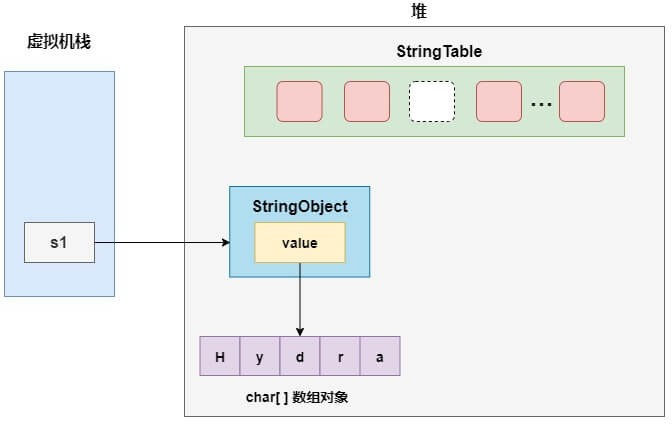 堆
虚拟机栈
StringTable
...
StringObject
s1
value
H y d r a
char[ ] 数组对象